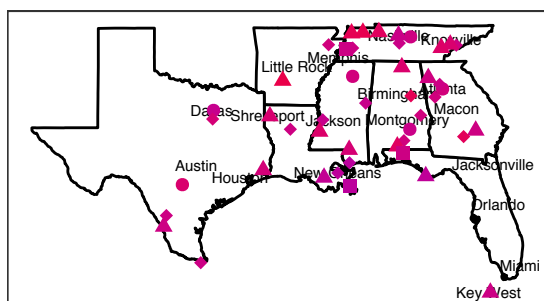 Nashville
Knoxville
Memphis
Little Rock
Atlanta
Birmingham
Dallas
Shreveport
Jackson
Macon
Montgomery
Jacksonville
Austin
Houston
New Orleans
Orlando
Miami
Key West